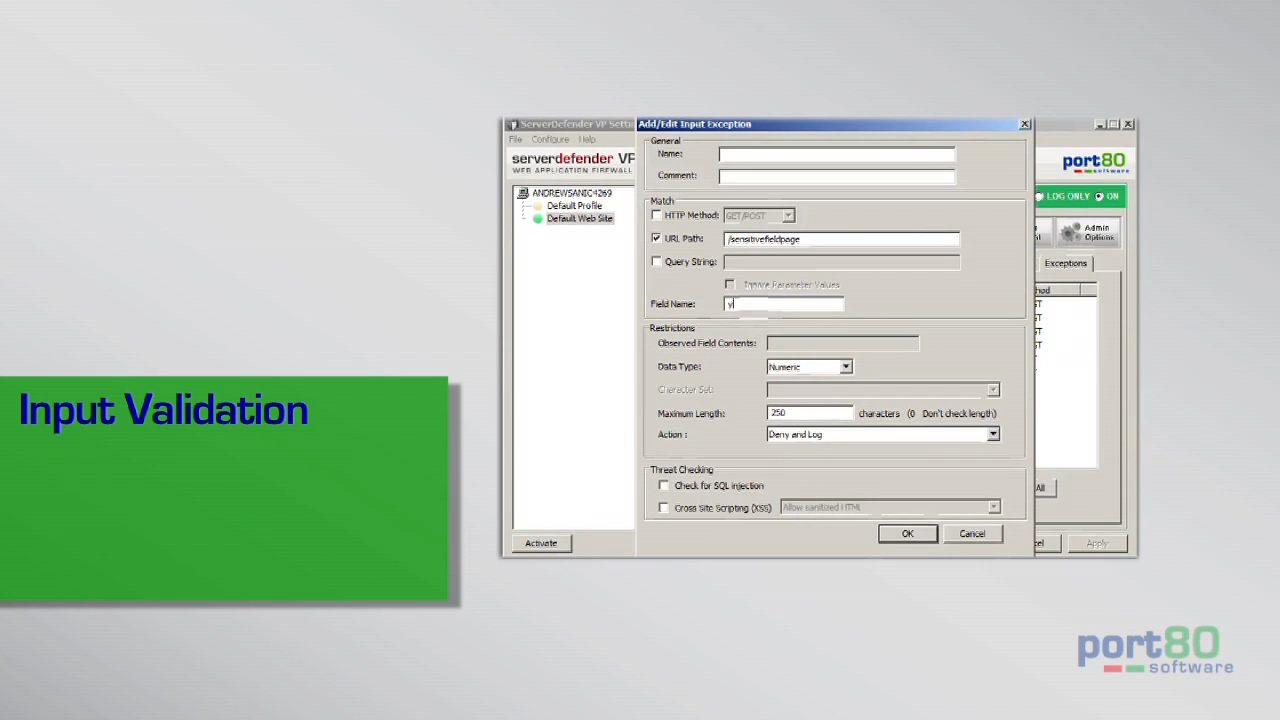 Input Validation
ServerDefender VP
Add/Edit Input Exception
File Configure Help
serverdefender VP
WEB APPLICATION FIREWALL
port80
software
ANDREWSANIC4269
Default Profile
Default Web Site
LOG ONLY ON
Admin
Options
Exceptions
General
Name:
Comment:
Match
HTTP Method: GET/POST
URL Path: /sensitivefieldpage
Query String:
Ignore Parameter Values
Field Name: y
Restrictions
Observed Field Contents:
Data Type: Numeric
Character Set:
Maximum Length: 250 characters (0 Don't check length)
Action : Deny and Log
Threat Checking
Check for SQL injection
Cross Site Scripting (XSS) Allow sanitized HTML
OK Cancel
Activate
All
Apply
port80
software